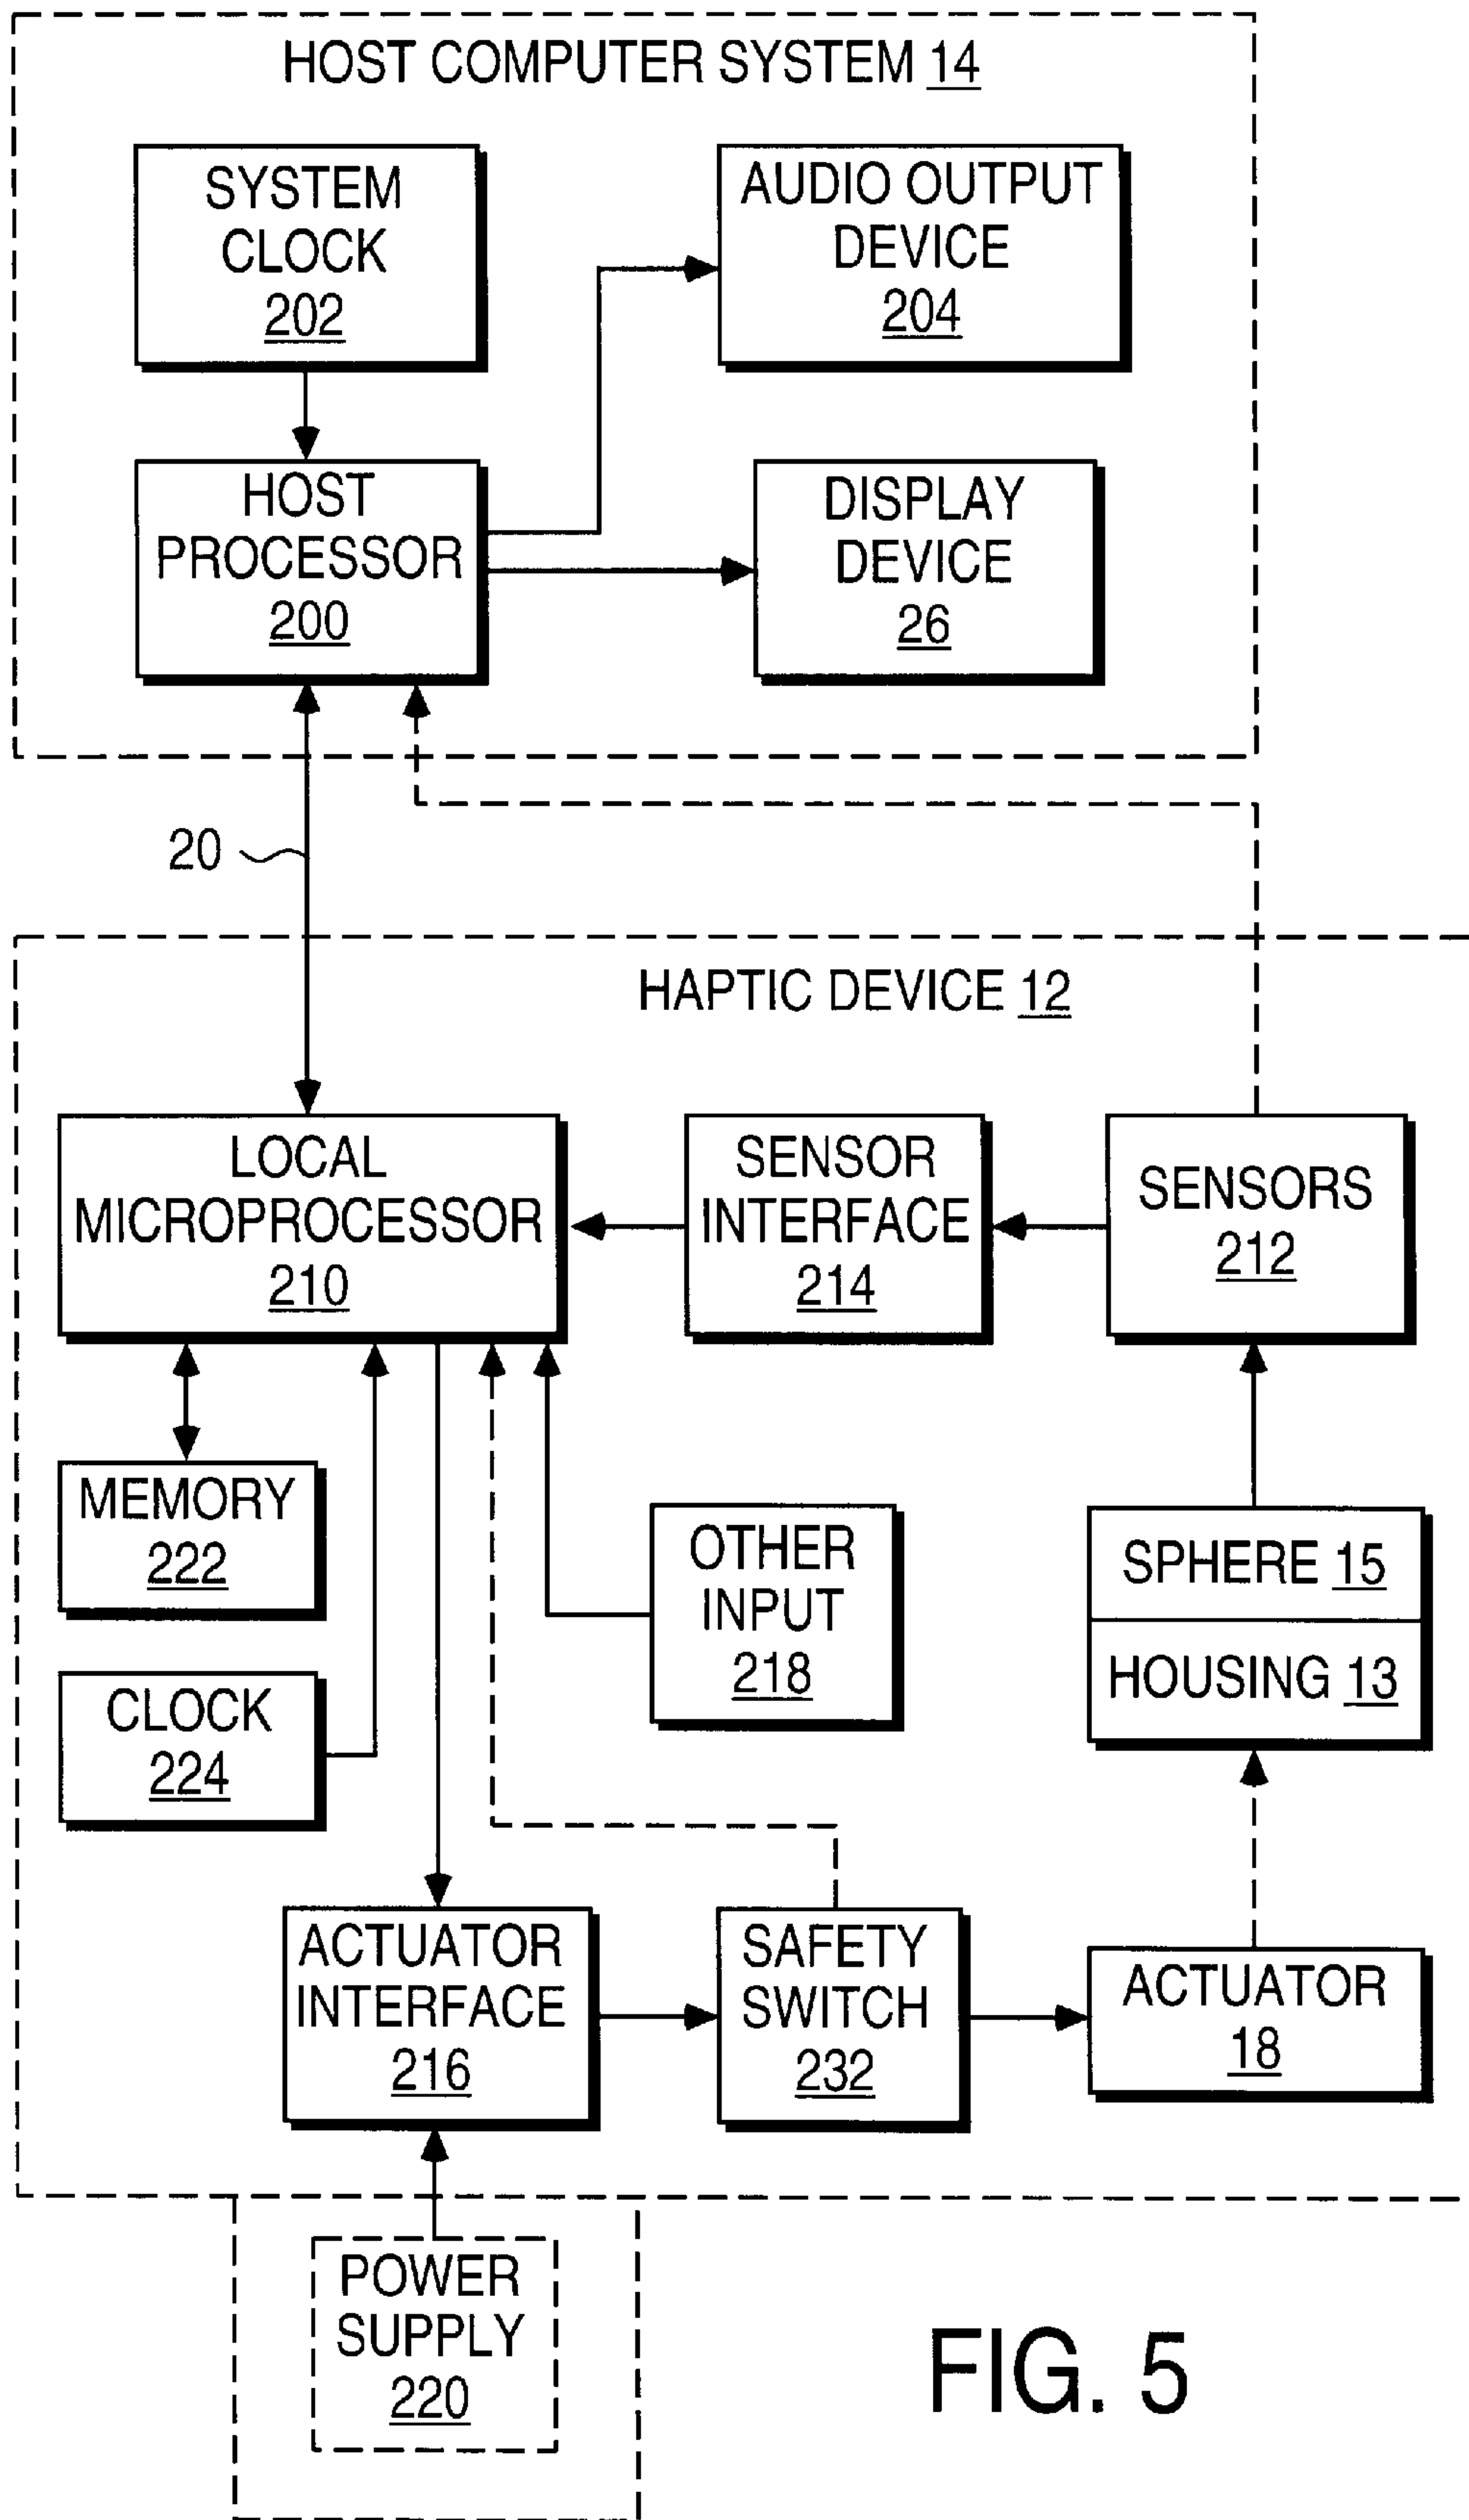 HOST COMPUTER SYSTEM 14
SYSTEM
CLOCK
202
AUDIO OUTPUT
DEVICE
204
HOST
PROCESSOR
200
DISPLAY
DEVICE
26
20
HAPTIC DEVICE 12
LOCAL
MICROPROCESSOR
210
SENSOR
INTERFACE
214
SENSORS
212
MEMORY
222
OTHER
INPUT
218
SPHERE 15
HOUSING 13
CLOCK
224
ACTUATOR
INTERFACE
216
SAFETY
SWITCH
232
ACTUATOR
18
POWER
SUPPLY
220
FIG. 5